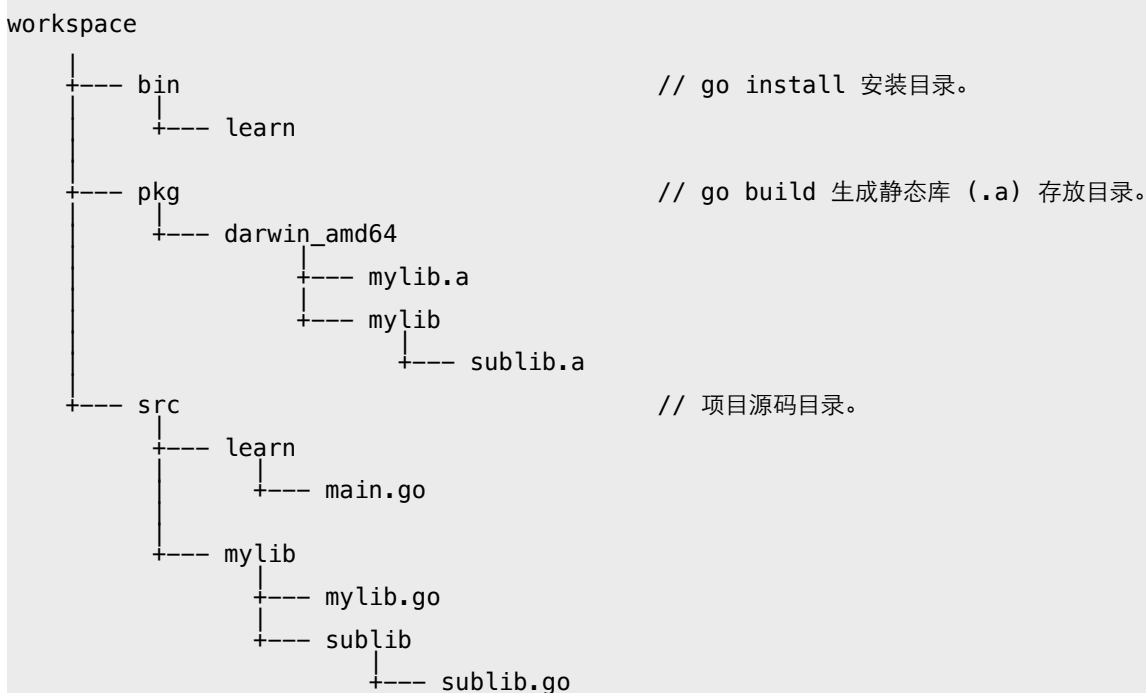 workspace
+--- bin // go install 安装目录。
+--- learn
+--- pkg // go build 生成静态库 (.a) 存放目录。
+--- darwin_amd64
+--- mylib.a
+--- mylib
+--- sublib.a
+--- src // 项目源码目录。
+--- learn
+--- main.go
+--- mylib
+--- mylib.go
+--- sublib
+--- sublib.go